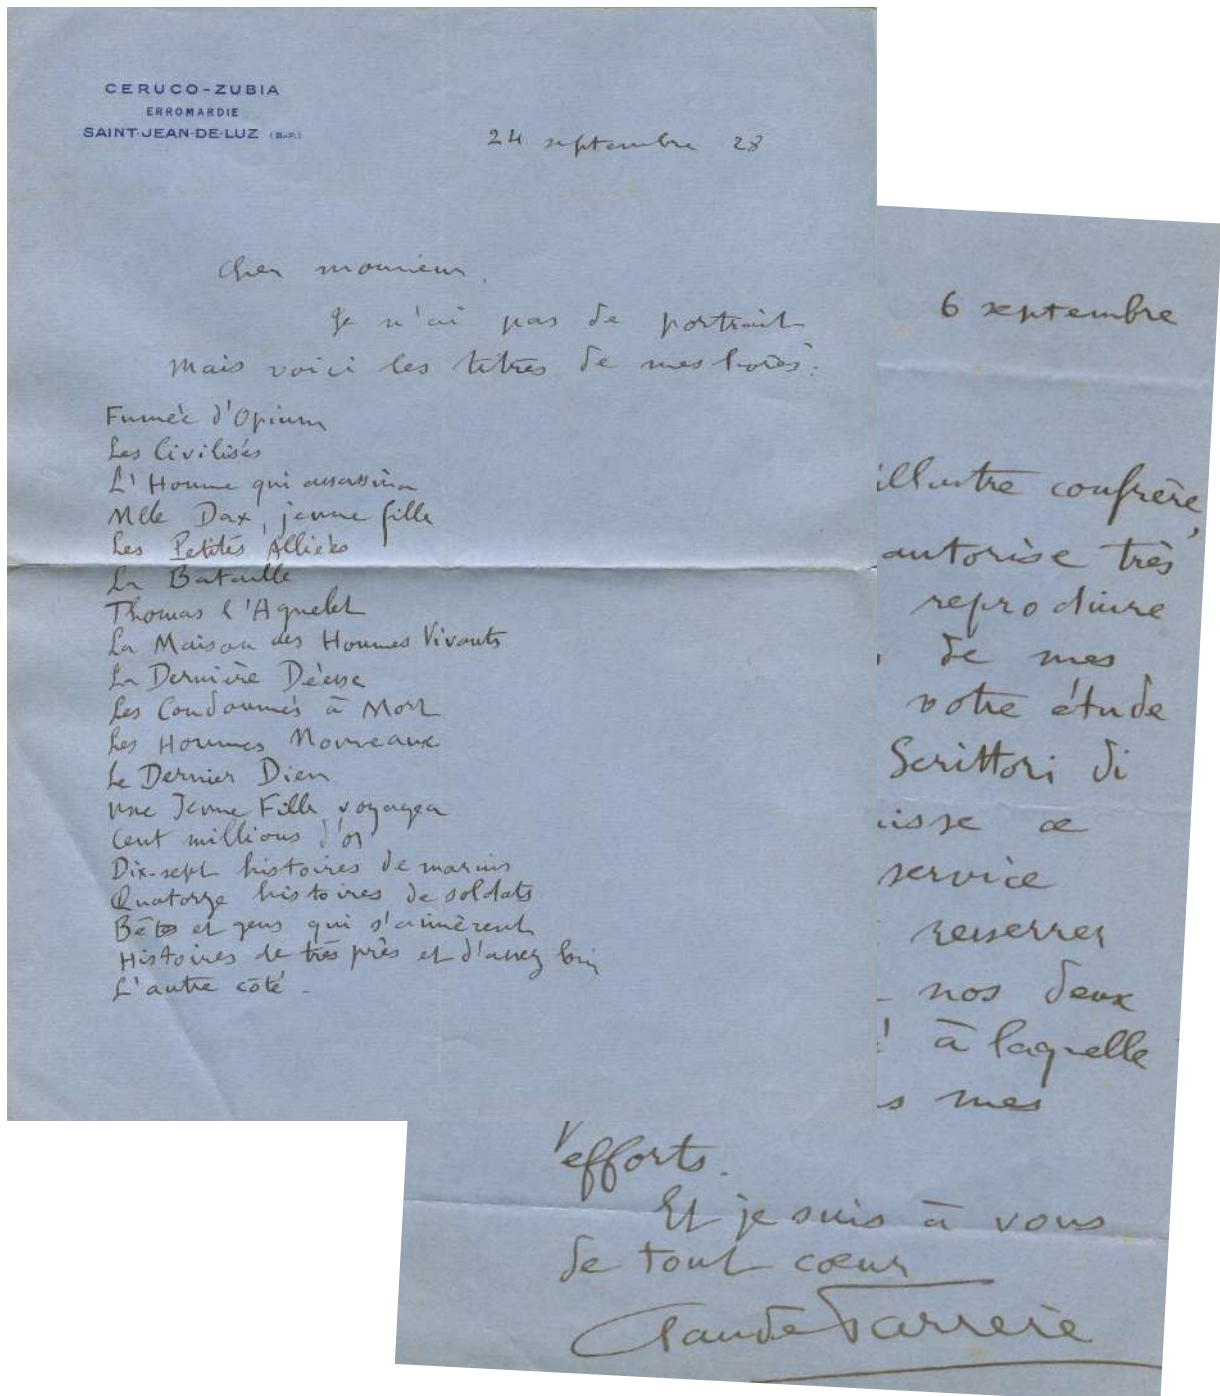 CERUCO-ZUBIA
ERROMARDIE
SAINT-JEAN-DE-LUZ (B.-P.)
24 septembre 28
Cher monsieur,
Je n'ai pas de portrait
Mais voici les titres de mes livres:
Fumée d'Opium
Les Civilisés
L'Homme qui assassina
Mlle Dax, jeune fille
Les Petites Alliées
La Bataille
Thomas l'Agnelet
La Maison des Hommes Vivants
La Dernière Déesse
Les Condamnés à Mort
Les Hommes Nouveaux
Le Dernier Dieu
Une Jeune Fille voyagea
Cent millions d'or
Dix-sept histoires de marins
Quatorze histoires de soldats
Bêtes et gens qui s'aimèrent
Histoires de très près et d'assez loin
L'autre côté.
6 septembre
illustre confrère,
autorise très
reproduire
de mes
votre étude
Scrittori di
isse ce
service
resserrer
nos deux
à laquelle
s mes
efforts.
Et je suis à vous
de tout cœur
Claude Farrère